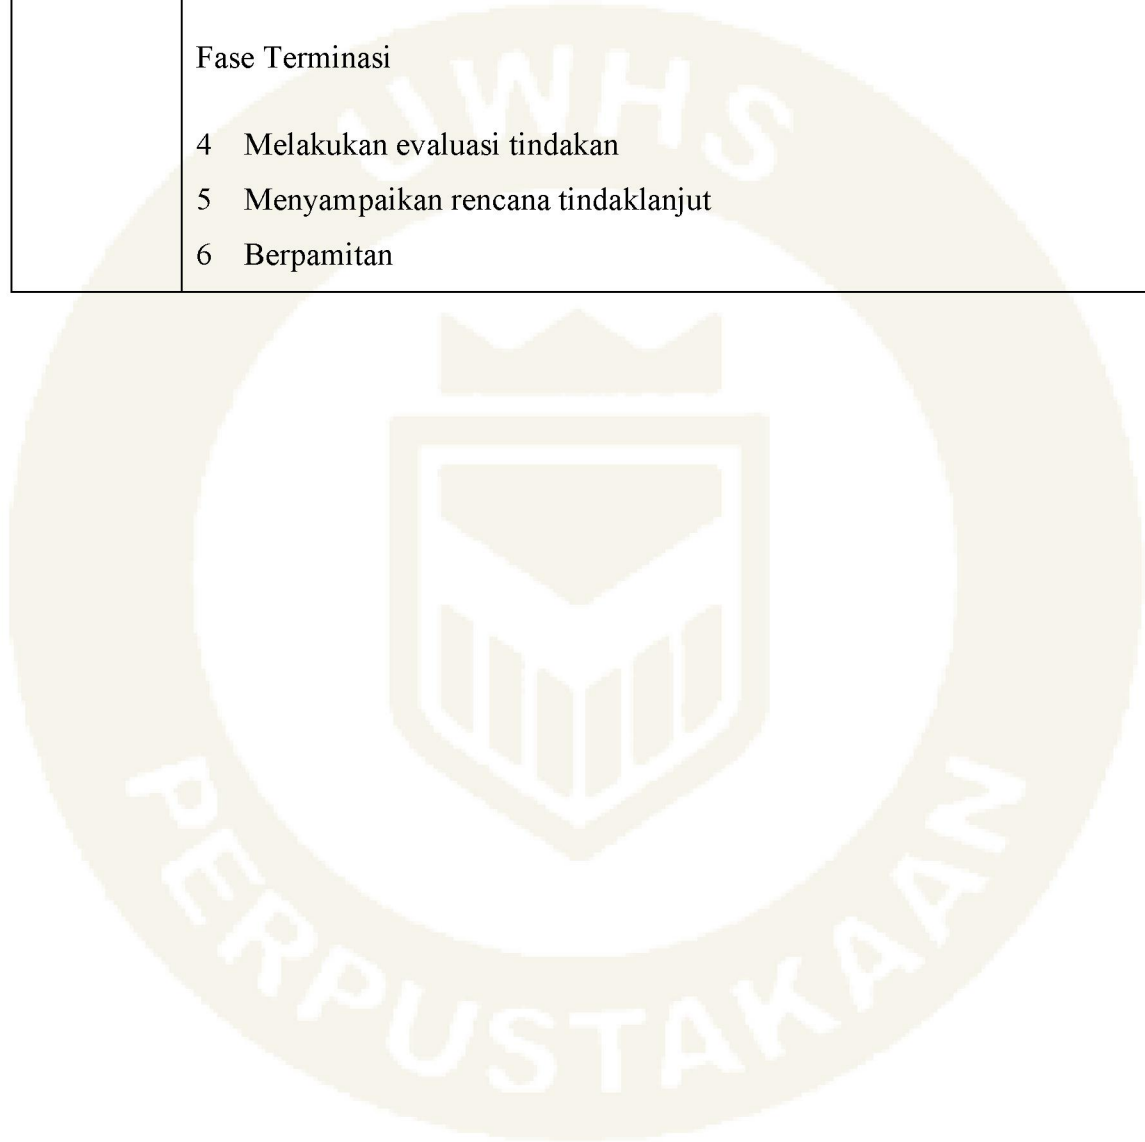 Fase Terminasi
4 Melakukan evaluasi tindakan
5 Menyampaikan rencana tindaklanjut
6 Berpamitan
UWHS
PERPUSTAKAAN